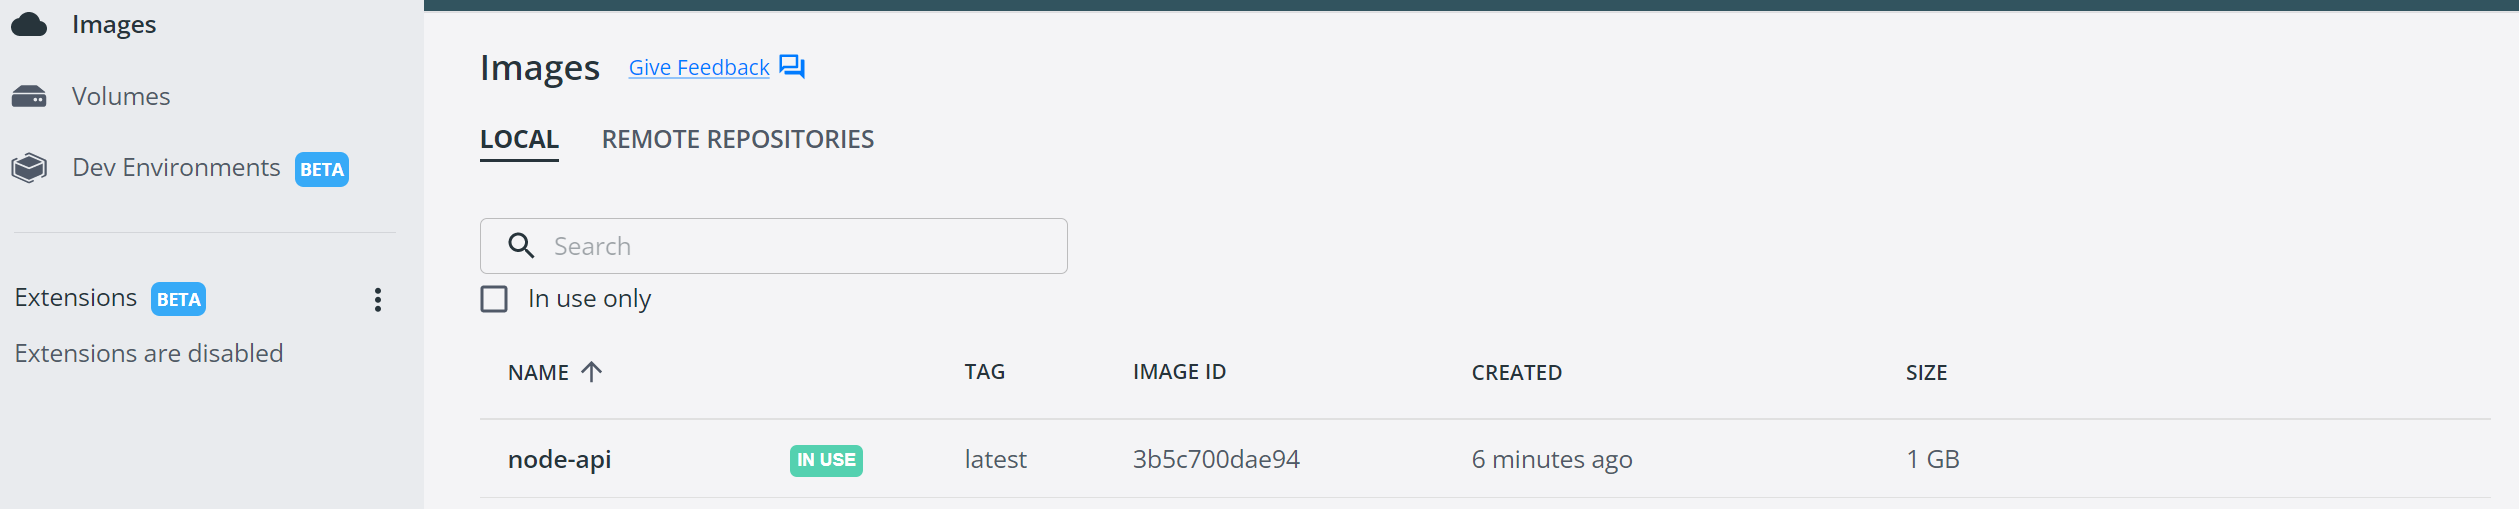 Images
Volumes
Dev Environments BETA
Extensions BETA
Extensions are disabled
Images Give Feedback
LOCAL REMOTE REPOSITORIES
Search
In use only
NAME TAG IMAGE ID CREATED SIZE
node-api IN USE latest 3b5c700dae94 6 minutes ago 1 GB